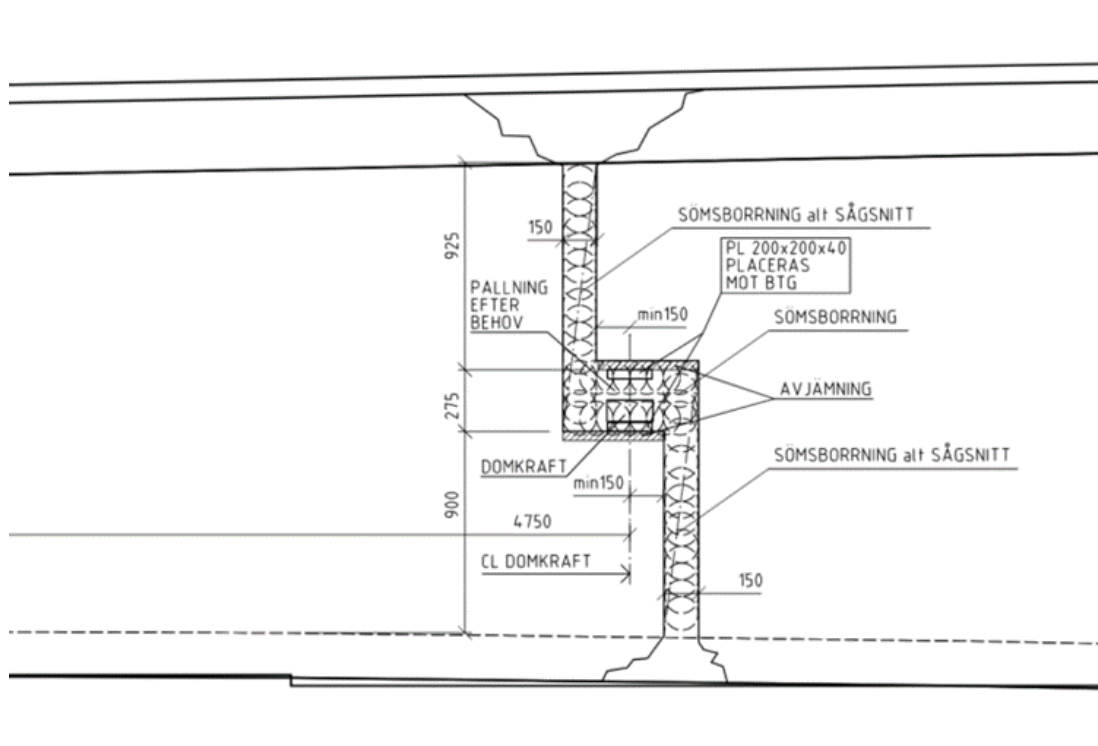 SÖMSBORRNING alt SÅGSNITT
150
925
PL 200x200x40
PLACERAS
MOT BTG
PALLNING
EFTER
BEHOV
min150
SÖMSBORRNING
275
AVJÄMNING
DOMKRAFT
SÖMSBORRNING alt SÅGSNITT
min150
900
4750
CL DOMKRAFT
150